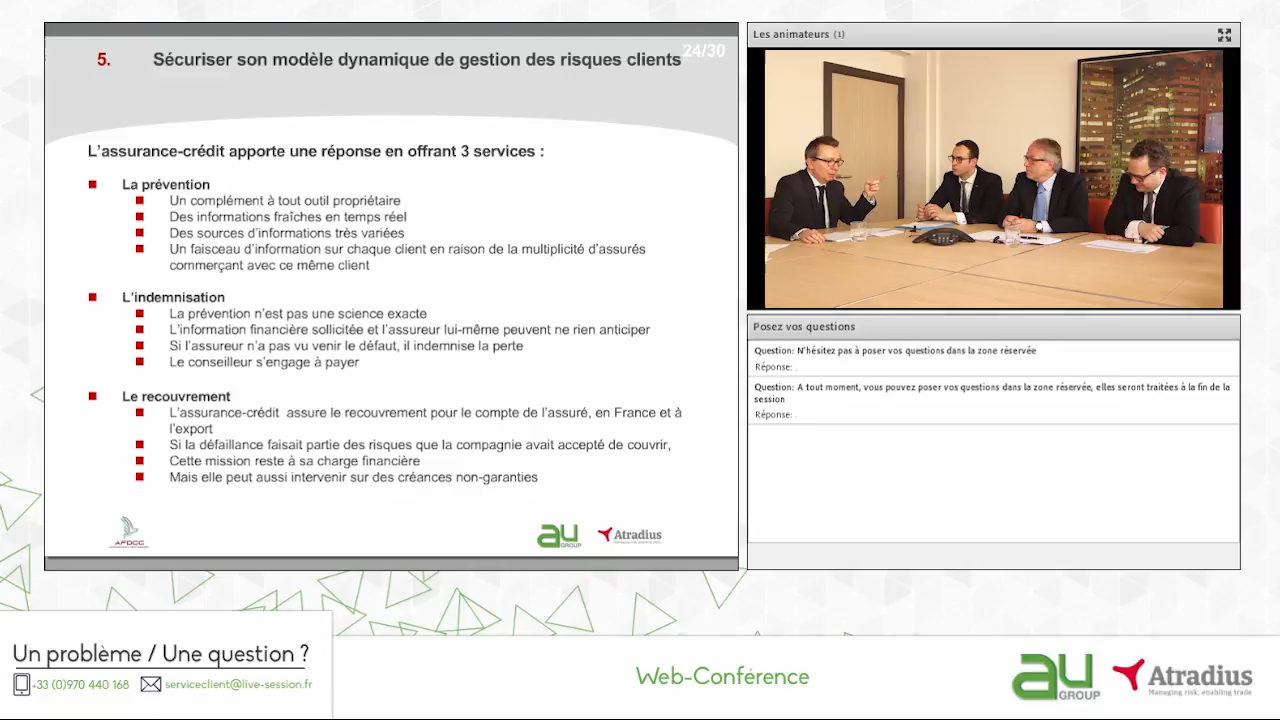 5. Sécuriser son modèle dynamique de gestion des risques clients
24/30
L'assurance-crédit apporte une réponse en offrant 3 services :
La prévention
Un complément à tout outil propriétaire
Des informations fraîches en temps réel
Des sources d'informations très variées
Un faisceau d'information sur chaque client en raison de la multiplicité d'assurés
commerçant avec ce même client
L'indemnisation
La prévention n'est pas une science exacte
L'information financière sollicitée et l'assureur lui-même peuvent ne rien anticiper
Si l'assureur n'a pas vu venir le défaut, il indemnise la perte
Le conseilleur s'engage à payer
Le recouvrement
L'assurance-crédit assure le recouvrement pour le compte de l'assuré, en France et à
l'export
Si la défaillance faisait partie des risques que la compagnie avait accepté de couvrir,
Cette mission reste à sa charge financière
Mais elle peut aussi intervenir sur des créances non-garanties
AFDCC
au
GROUP
Atradius
Les animateurs (1)
Posez vos questions
Question: N'hésitez pas à poser vos questions dans la zone réservée
Réponse: .
Question: A tout moment, vous pouvez poser vos questions dans la zone réservée, elles seront traitées à la fin de la
session
Réponse: .
Un problème / Une question ?
+33 (0)970 440 168 serviceclient@live-session.fr
Web-Conférence
au
GROUP
Atradius
Managing risk, enabling trade